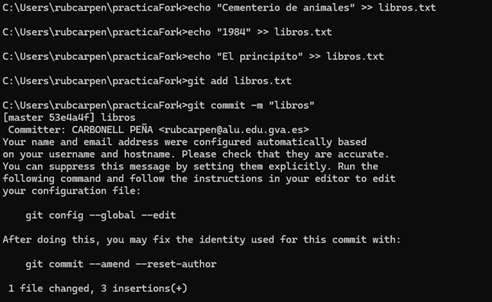 C:\Users\rubcarpen\practicaFork>echo "Cementerio de animales" >> libros.txt
C:\Users\rubcarpen\practicaFork>echo "1984" >> libros.txt
C:\Users\rubcarpen\practicaFork>echo "El principito" >> libros.txt
C:\Users\rubcarpen\practicaFork>git add libros.txt
C:\Users\rubcarpen\practicaFork>git commit -m "libros"
[master 53e4a4f] libros
 Committer: CARBONELL PEÑA <rubcarpen@alu.edu.gva.es>
Your name and email address were configured automatically based
on your username and hostname. Please check that they are accurate.
You can suppress this message by setting them explicitly. Run the
following command and follow the instructions in your editor to edit
your configuration file:
    git config --global --edit
After doing this, you may fix the identity used for this commit with:
    git commit --amend --reset-author
 1 file changed, 3 insertions(+)